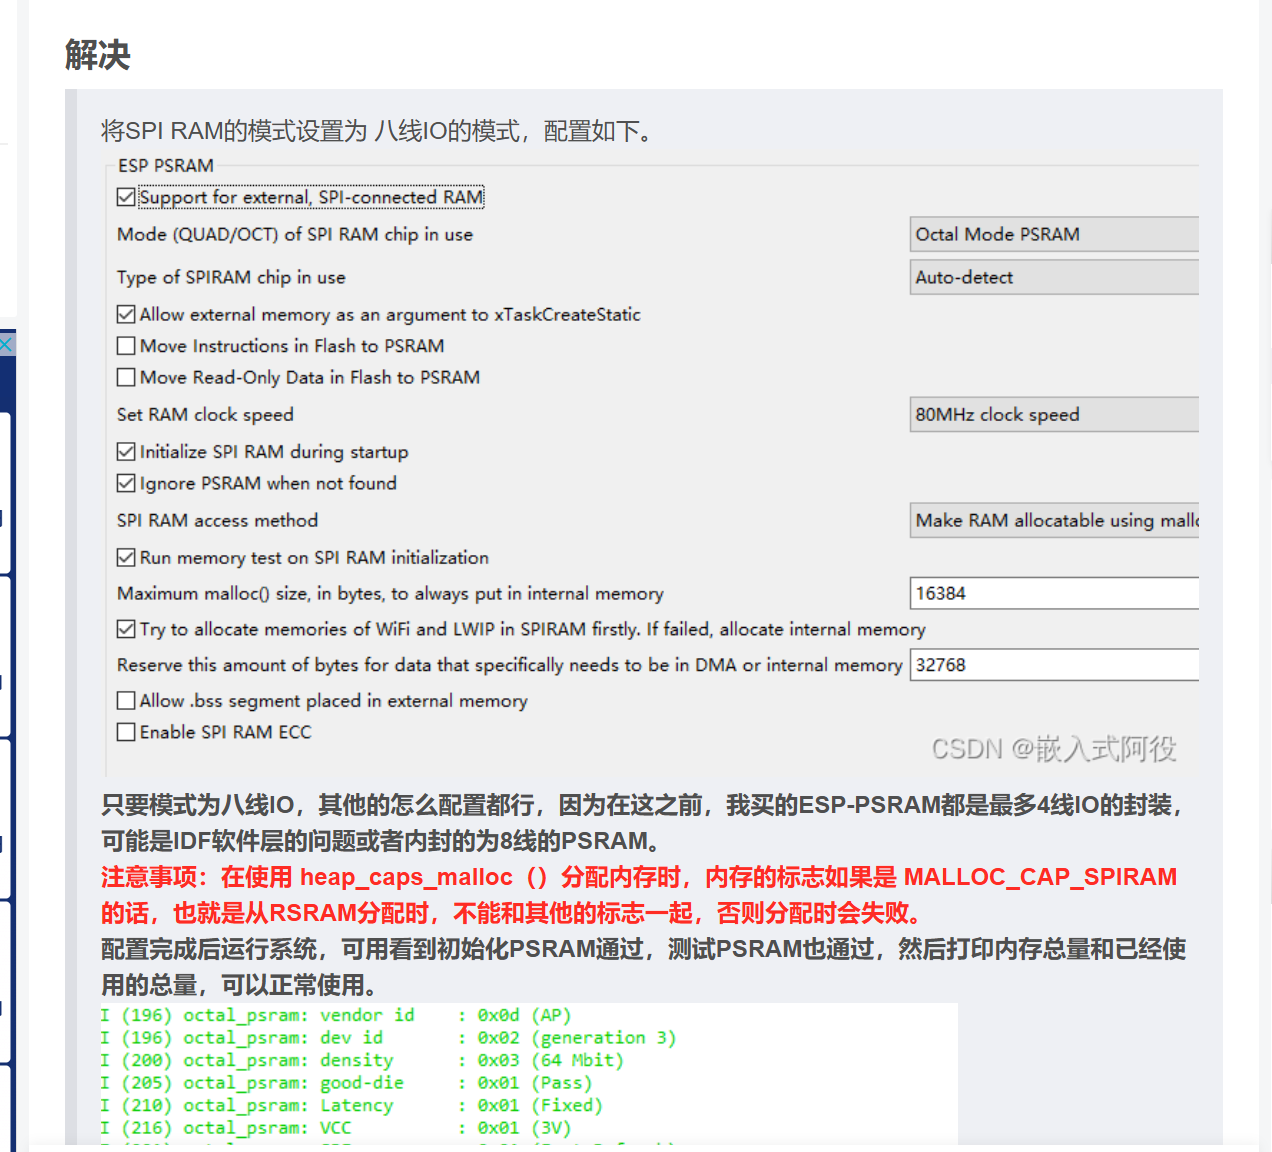 解决
将SPI RAM的模式设置为 八线IO的模式，配置如下。
ESP PSRAM
Support for external, SPI-connected RAM
Mode (QUAD/OCT) of SPI RAM chip in use
Octal Mode PSRAM
Type of SPIRAM chip in use
Auto-detect
Allow external memory as an argument to xTaskCreateStatic
Move Instructions in Flash to PSRAM
Move Read-Only Data in Flash to PSRAM
Set RAM clock speed
80MHz clock speed
Initialize SPI RAM during startup
Ignore PSRAM when not found
SPI RAM access method
Make RAM allocatable using mallo
Run memory test on SPI RAM initialization
Maximum malloc() size, in bytes, to always put in internal memory
16384
Try to allocate memories of WiFi and LWIP in SPIRAM firstly. If failed, allocate internal memory
Reserve this amount of bytes for data that specifically needs to be in DMA or internal memory
32768
Allow .bss segment placed in external memory
Enable SPI RAM ECC
CSDN @嵌入式阿役
只要模式为八线IO，其他的怎么配置都行，因为在这之前，我买的ESP-PSRAM都是最多4线IO的封装，
可能是IDF软件层的问题或者内封的为8线的PSRAM。
注意事项：在使用 heap_caps_malloc（）分配内存时，内存的标志如果是 MALLOC_CAP_SPIRAM
的话，也就是从RSRAM分配时，不能和其他的标志一起，否则分配时会失败。
配置完成后运行系统，可用看到初始化PSRAM通过，测试PSRAM也通过，然后打印内存总量和已经使
用的总量，可以正常使用。
I (196) octal_psram: vendor id    : 0x0d (AP)
I (196) octal_psram: dev id       : 0x02 (generation 3)
I (200) octal_psram: density      : 0x03 (64 Mbit)
I (205) octal_psram: good-die     : 0x01 (Pass)
I (210) octal_psram: Latency      : 0x01 (Fixed)
I (216) octal_psram: VCC          : 0x01 (3V)